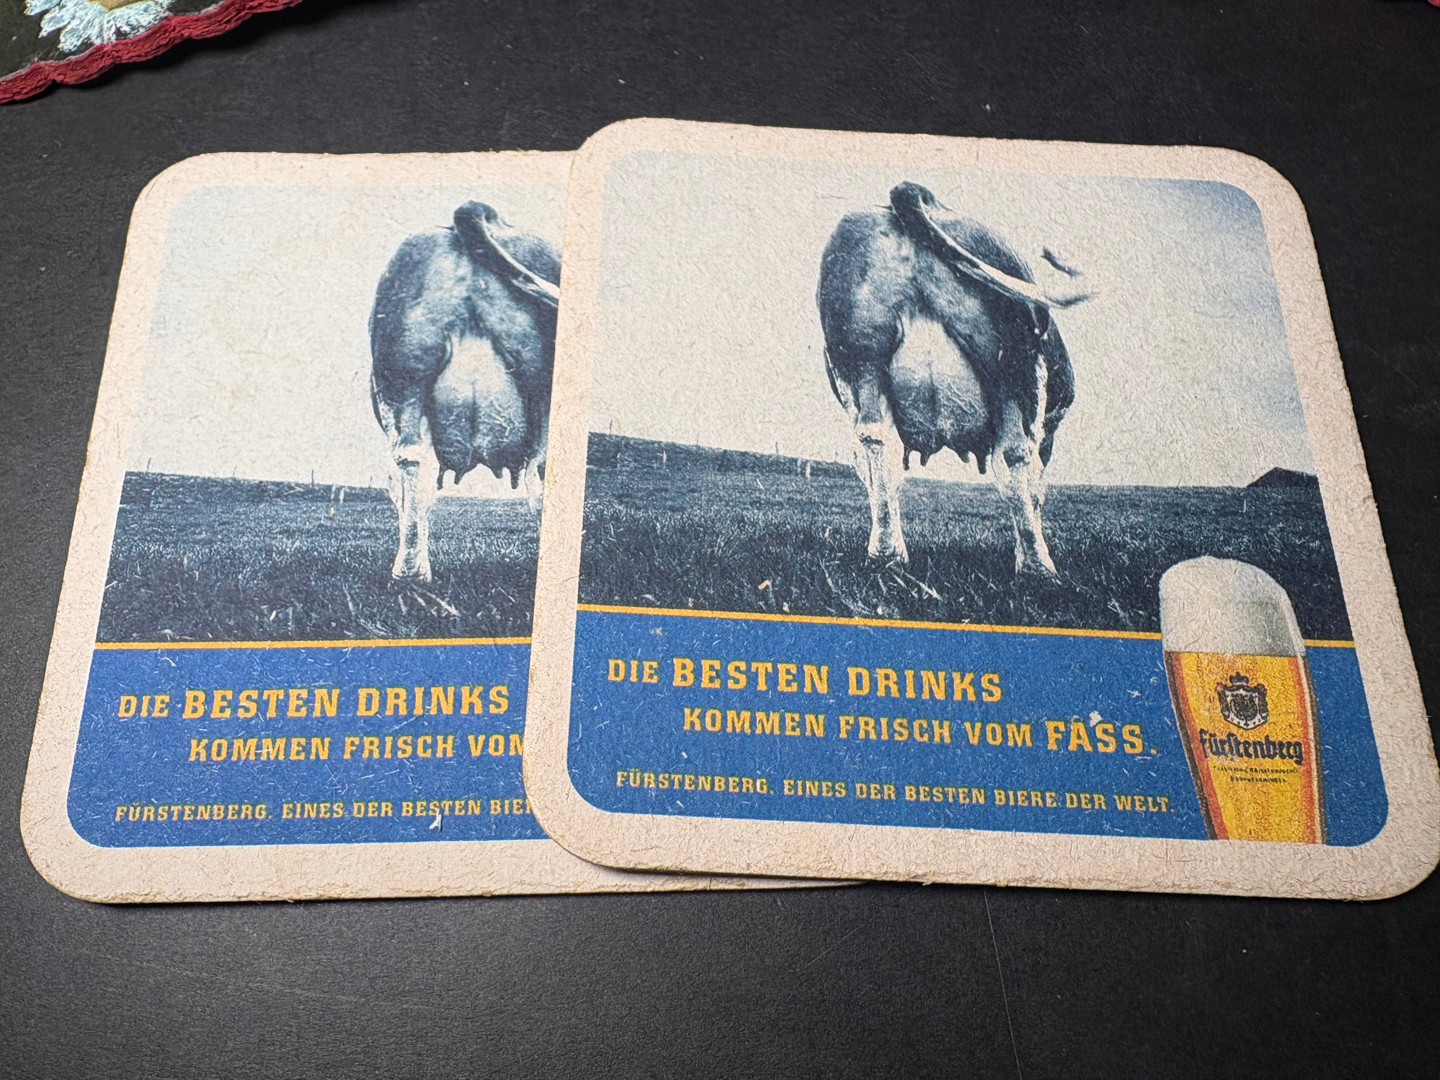 DIE BESTEN DRINKS
KOMMEN FRISCH VOM
FÜRSTENBERG. EINES DER BESTEN BIER
DIE BESTEN DRINKS
KOMMEN FRISCH VOM FASS.
FÜRSTENBERG. EINES DER BESTEN BIERE DER WELT.
Fürstenberg